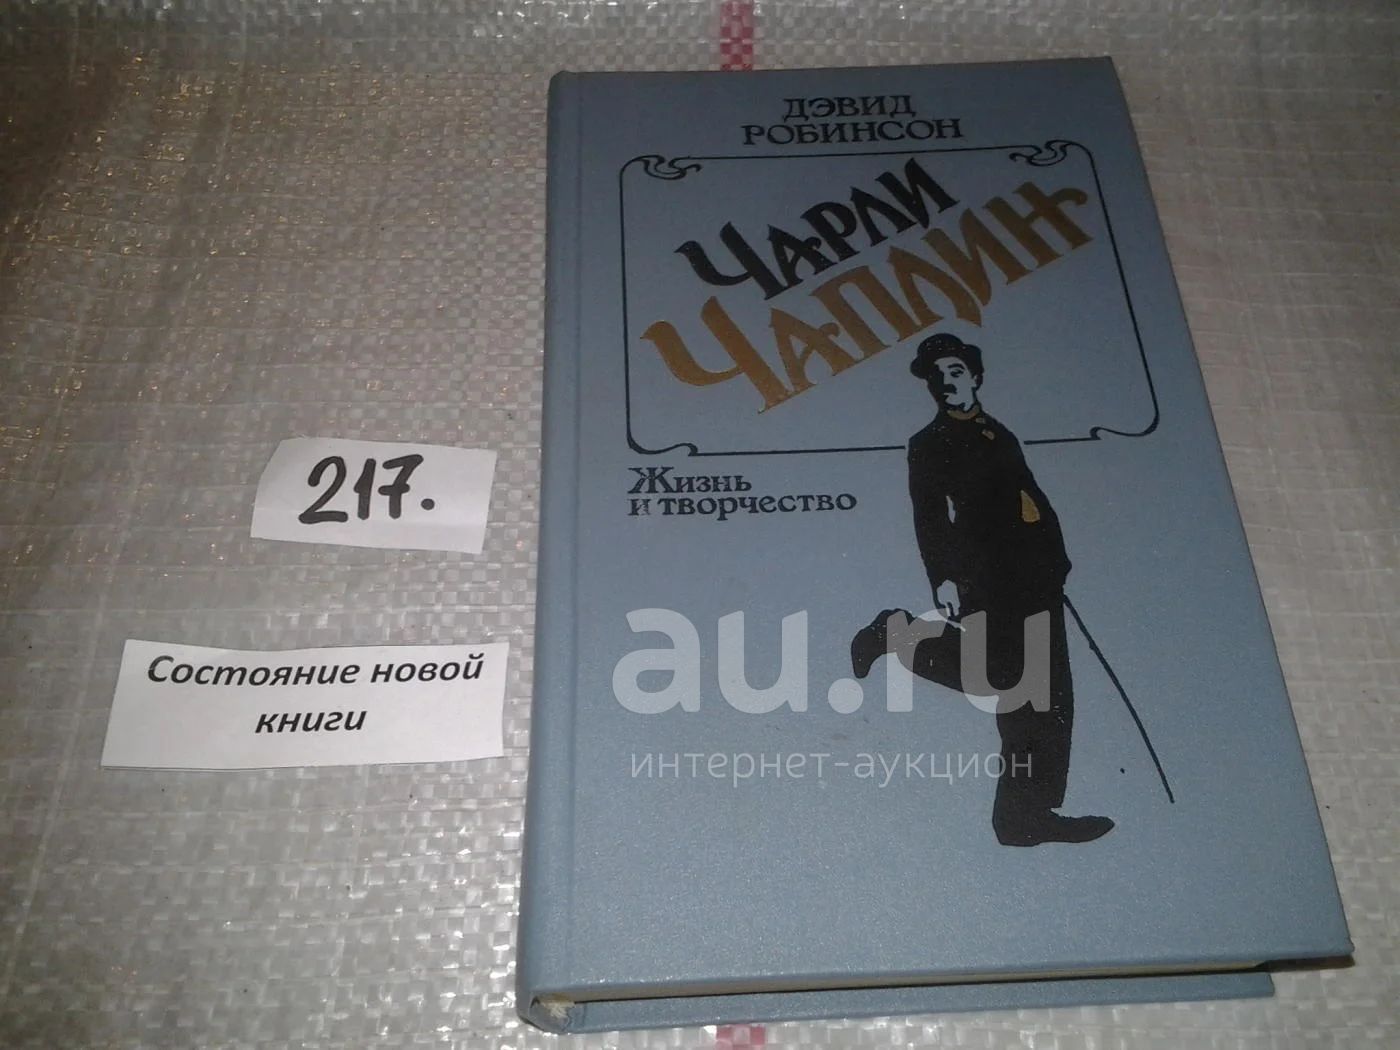 ДЭВИД
РОБИНСОН
ЧАРЛИ
ЧАПЛИН
Жизнь
и творчество
217.
Состояние новой
книги
au.ru
интернет-аукцион